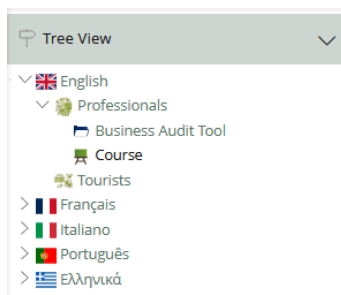 Tree View
English
Professionals
Business Audit Tool
Course
Tourists
Français
Italiano
Português
Ελληνικά